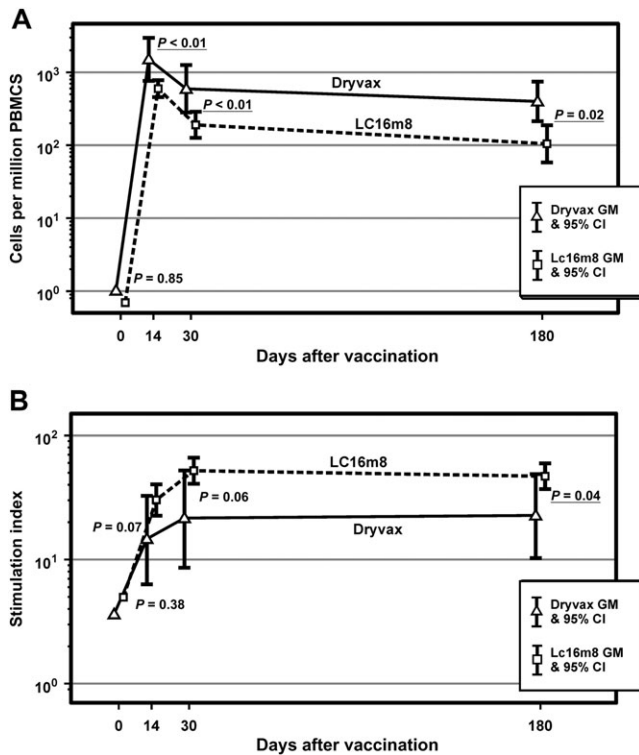 A
P < 0.01
10³
Dryvax
P < 0.01
P = 0.02
LC16m8
10²
Cells per million PBMCS
10¹
Dryvax GM
& 95% CI
Lc16m8 GM
& 95% CI
P = 0.85
10⁰
0 14 30 180
Days after vaccination
B
10²
LC16m8
P = 0.06
P = 0.04
P = 0.07
Dryvax
Stimulation index
10¹
P = 0.38
Dryvax GM
& 95% CI
Lc16m8 GM
& 95% CI
10⁰
0 14 30 180
Days after vaccination